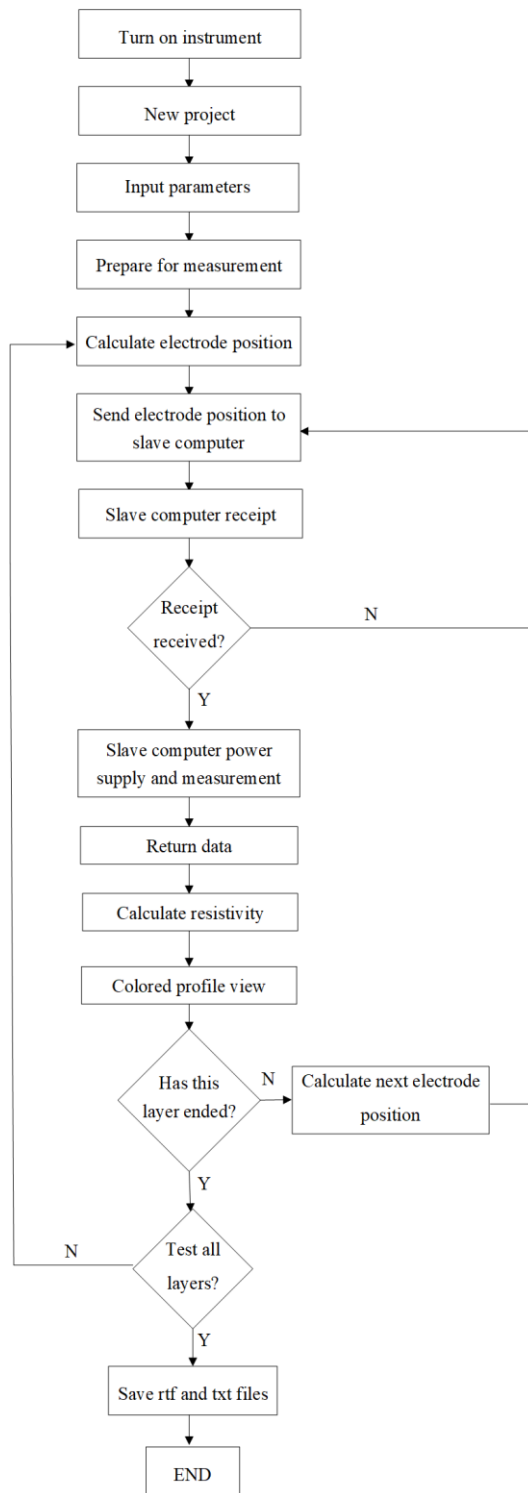 Turn on instrument
New project
Input parameters
Prepare for measurement
Calculate electrode position
Send electrode position to
slave computer
Slave computer receipt
Receipt
received?
N
Y
Slave computer power
supply and measurement
Return data
Calculate resistivity
Colored profile view
Has this
layer ended?
N
Calculate next electrode
position
Y
Test all
layers?
N
Y
Save rtf and txt files
END